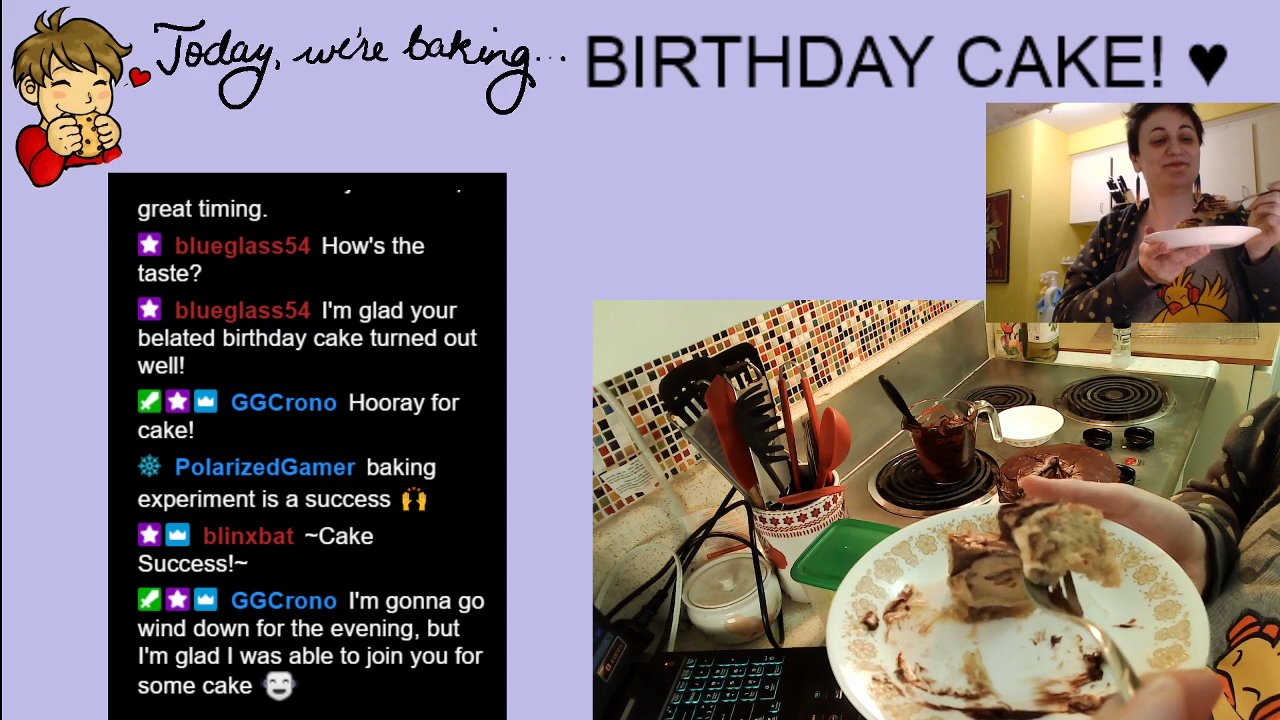 Today, we're baking... BIRTHDAY CAKE! ♥
great timing.
blueglass54 How's the
taste?
blueglass54 I'm glad your
belated birthday cake turned out
well!
GGCrono Hooray for
cake!
PolarizedGamer baking
experiment is a success 🙌
blinxbat ~Cake
Success!~
GGCrono I'm gonna go
wind down for the evening, but
I'm glad I was able to join you for
some cake